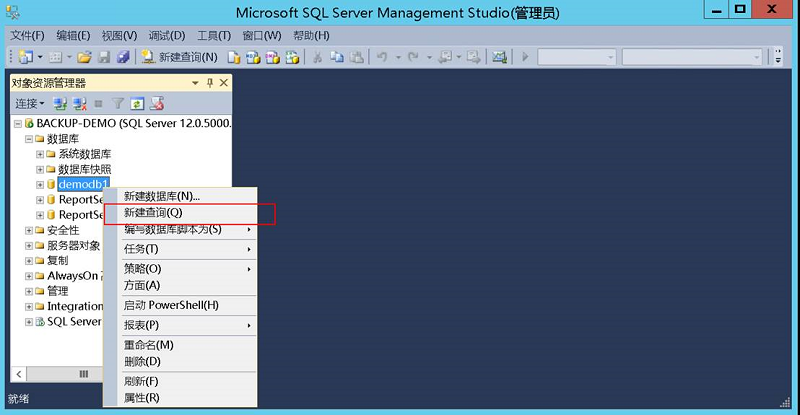 Microsoft SQL Server Management Studio(管理员)
文件(F) 编辑(E) 视图(V) 调试(D) 工具(T) 窗口(W) 帮助(H)
新建查询(N)
对象资源管理器
连接
BACKUP-DEMO (SQL Server 12.0.5000.
数据库
系统数据库
数据库快照
demodb1
ReportSe
ReportSe
安全性
服务器对象
复制
AlwaysOn
管理
Integration
SQL Server
新建数据库(N)...
新建查询(Q)
编写数据库脚本为(S)
任务(T)
策略(O)
方面(A)
启动 PowerShell(H)
报表(P)
重命名(M)
删除(D)
刷新(F)
属性(R)
就绪